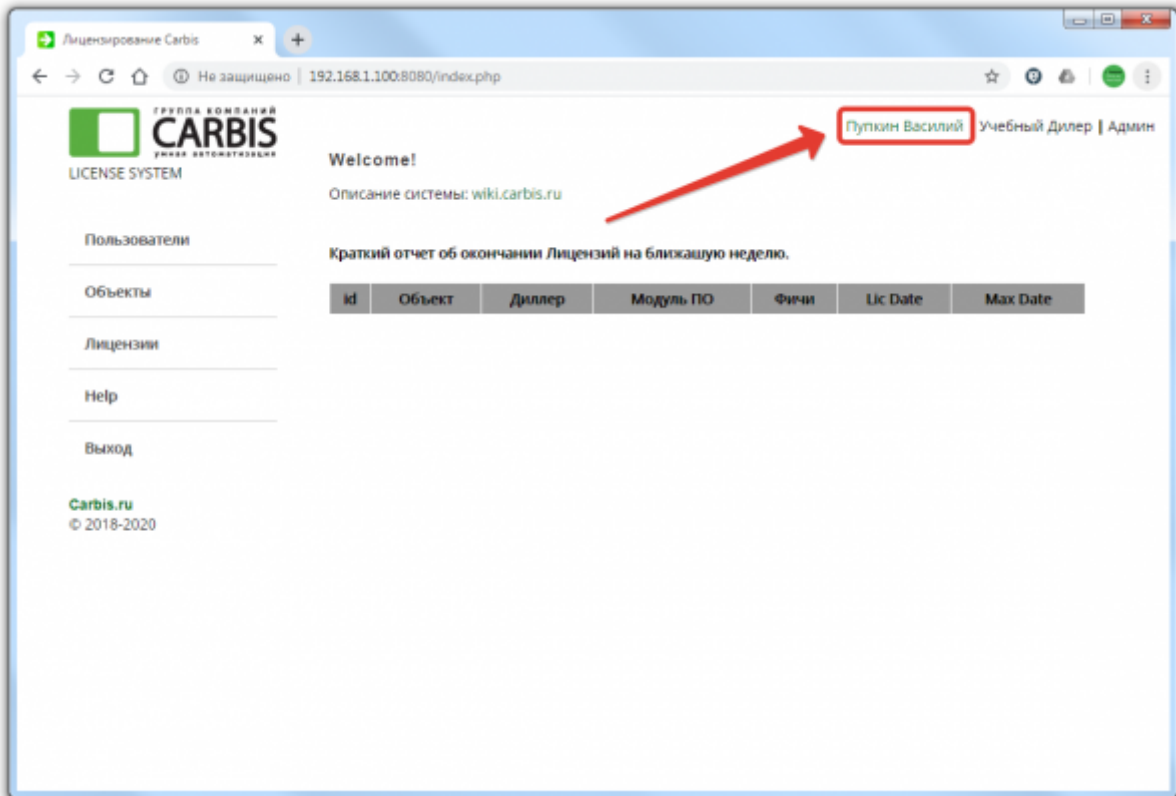 Лицензирование Carbis
Не защищено | 192.168.1.100:8080/index.php
ГРУППА КОМПАНИЙ
CARBIS
умная автоматизация
LICENSE SYSTEM
Пупкин Василий Учебный Дилер | Админ
Welcome!
Описание системы: wiki.carbis.ru
Краткий отчет об окончании Лицензий на ближашую неделю.
id Объект Диллер Модуль ПО Фичи Lic Date Max Date
Пользователи
Объекты
Лицензии
Help
Выход
Carbis.ru
© 2018-2020